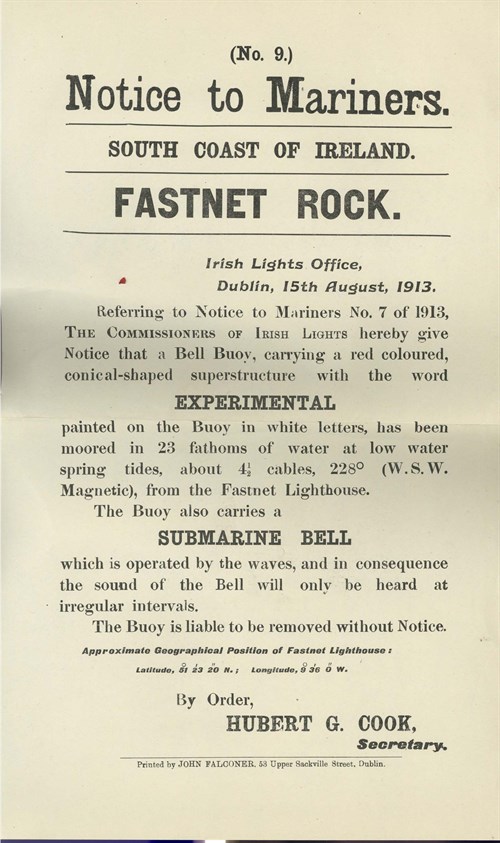 (No. 9.)
Notice to Mariners.
SOUTH COAST OF IRELAND.
FASTNET ROCK.
Irish Lights Office,
Dublin, 15th August, 1913.
Referring to Notice to Mariners No. 7 of 1913,
THE COMMISSIONERS OF IRISH LIGHTS hereby give
Notice that a Bell Buoy, carrying a red coloured,
conical-shaped superstructure with the word
EXPERIMENTAL
painted on the Buoy in white letters, has been
moored in 23 fathoms of water at low water
spring tides, about 4½ cables, 228° (W.S.W.
Magnetic), from the Fastnet Lighthouse.
The Buoy also carries a
SUBMARINE BELL
which is operated by the waves, and in consequence
the sound of the Bell will only be heard at
irregular intervals.
The Buoy is liable to be removed without Notice.
Approximate Geographical Position of Fastnet Lighthouse:
Latitude, 51° 23′ 20″ N.; Longitude, 9° 36′ 0″ W.
By Order,
HUBERT G. COOK,
Secretary.
Printed by JOHN FALCONER, 53 Upper Sackville Street, Dublin.